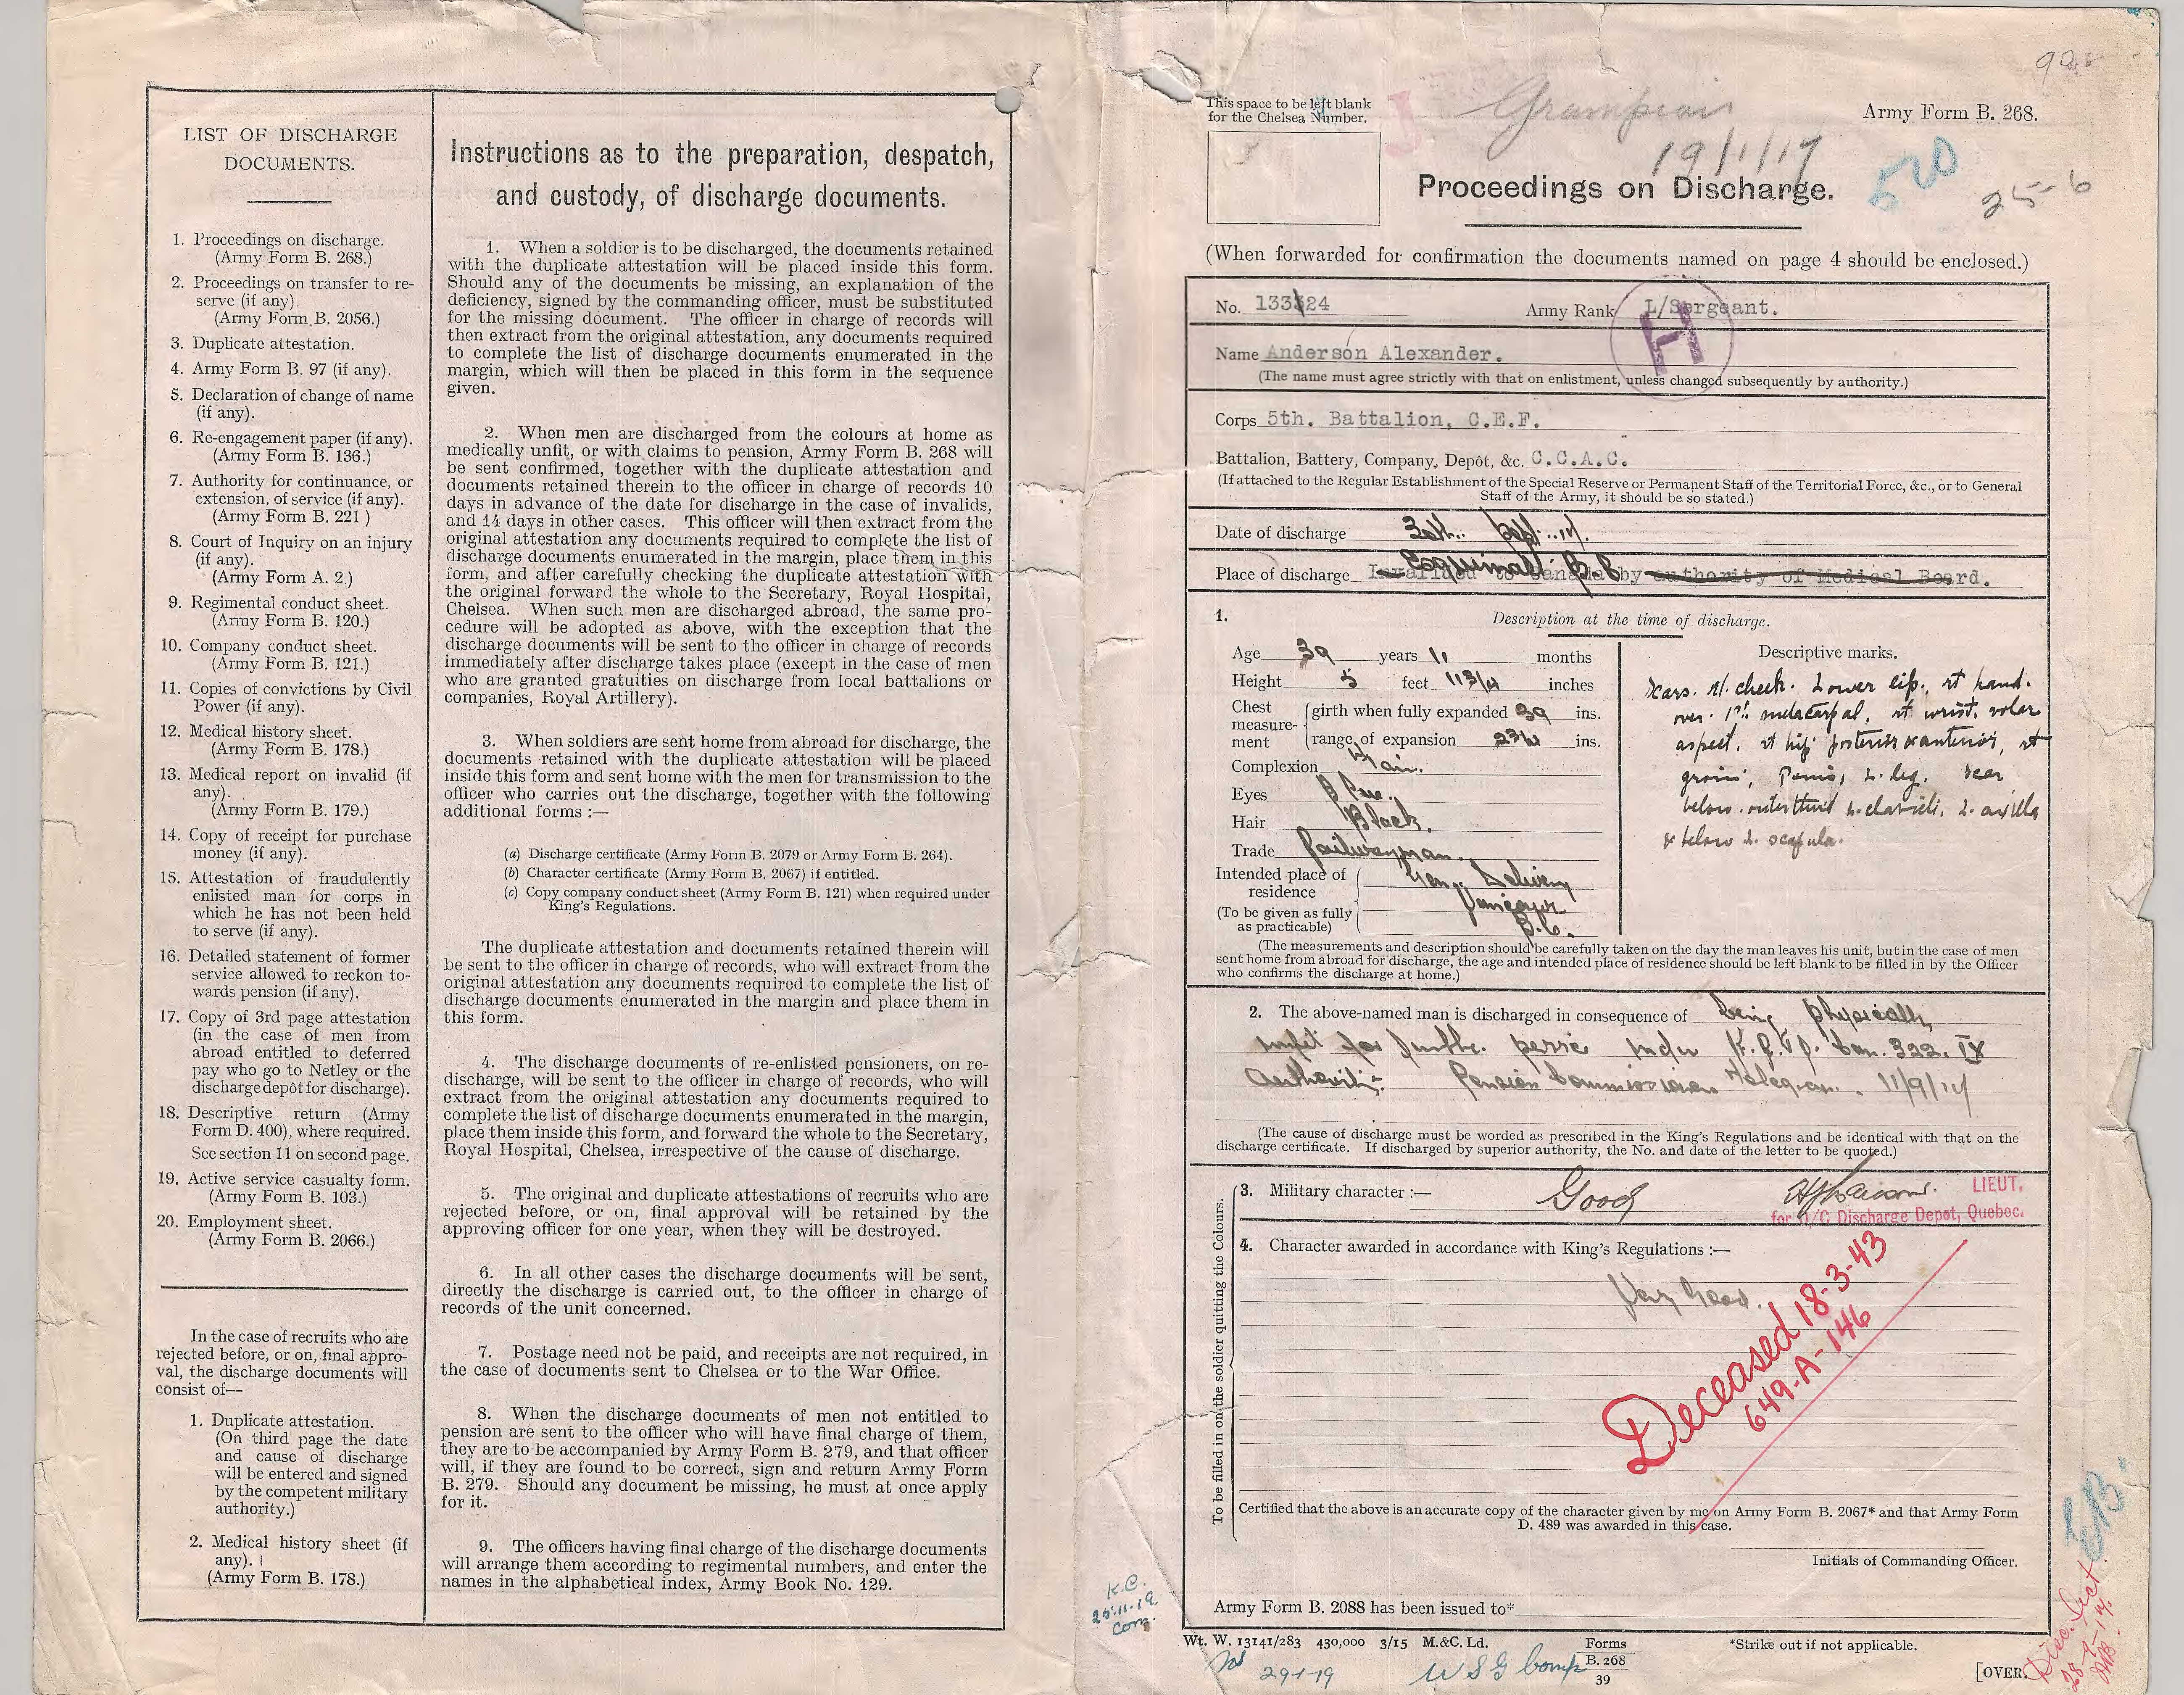 LIST OF DISCHARGE
DOCUMENTS.
1. Proceedings on discharge.
(Army Form B. 268.)
2. Proceedings on transfer to re-
serve (if any).
(Army Form B. 2056.)
3. Duplicate attestation.
4. Army Form B. 97 (if any).
5. Declaration of change of name
(if any).
6. Re-engagement paper (if any).
(Army Form B. 136.)
7. Authority for continuance, or
extension, of service (if any).
(Army Form B. 221 )
8. Court of Inquiry on an injury
(if any).
(Army Form A. 2.)
9. Regimental conduct sheet.
(Army Form B. 120.)
10. Company conduct sheet.
(Army Form B. 121.)
11. Copies of convictions by Civil
Power (if any).
12. Medical history sheet.
(Army Form B. 178.)
13. Medical report on invalid (if
any).
(Army Form B. 179.)
14. Copy of receipt for purchase
money (if any).
15. Attestation of fraudulently
enlisted man for corps in
which he has not been held
to serve (if any).
16. Detailed statement of former
service allowed to reckon to-
wards pension (if any).
17. Copy of 3rd page attestation
(in the case of men from
abroad entitled to deferred
pay who go to Netley or the
discharge depôt for discharge).
18. Descriptive return (Army
Form D. 400), where required.
See section 11 on second page.
19. Active service casualty form.
(Army Form B. 103.)
20. Employment sheet.
(Army Form B. 2066.)
In the case of recruits who are
rejected before, or on, final appro-
val, the discharge documents will
consist of—
1. Duplicate attestation.
(On third page the date
and cause of discharge
will be entered and signed
by the competent military
authority.)
2. Medical history sheet (if
any).
(Army Form B. 178.)
Instructions as to the preparation, despatch,
and custody, of discharge documents.
1. When a soldier is to be discharged, the documents retained
with the duplicate attestation will be placed inside this form.
Should any of the documents be missing, an explanation of the
deficiency, signed by the commanding officer, must be substituted
for the missing document. The officer in charge of records will
then extract from the original attestation, any documents required
to complete the list of discharge documents enumerated in the
margin, which will then be placed in this form in the sequence
given.
2. When men are discharged from the colours at home as
medically unfit, or with claims to pension, Army Form B. 268 will
be sent confirmed, together with the duplicate attestation and
documents retained therein to the officer in charge of records 10
days in advance of the date for discharge in the case of invalids,
and 14 days in other cases. This officer will then extract from the
original attestation any documents required to complete the list of
discharge documents enumerated in the margin, place them in this
form, and after carefully checking the duplicate attestation with
the original forward the whole to the Secretary, Royal Hospital,
Chelsea. When such men are discharged abroad, the same pro-
cedure will be adopted as above, with the exception that the
discharge documents will be sent to the officer in charge of records
immediately after discharge takes place (except in the case of men
who are granted gratuities on discharge from local battalions or
companies, Royal Artillery).
3. When soldiers are sent home from abroad for discharge, the
documents retained with the duplicate attestation will be placed
inside this form and sent home with the men for transmission to the
officer who carries out the discharge, together with the following
additional forms :—
(a) Discharge certificate (Army Form B. 2079 or Army Form B. 264).
(b) Character certificate (Army Form B. 2067) if entitled.
(c) Copy company conduct sheet (Army Form B. 121) when required under
King's Regulations.
The duplicate attestation and documents retained therein will
be sent to the officer in charge of records, who will extract from the
original attestation any documents required to complete the list of
discharge documents enumerated in the margin and place them in
this form.
4. The discharge documents of re-enlisted pensioners, on re-
discharge, will be sent to the officer in charge of records, who will
extract from the original attestation any documents required to
complete the list of discharge documents enumerated in the margin,
place them inside this form, and forward the whole to the Secretary,
Royal Hospital, Chelsea, irrespective of the cause of discharge.
5. The original and duplicate attestations of recruits who are
rejected before, or on, final approval will be retained by the
approving officer for one year, when they will be destroyed.
6. In all other cases the discharge documents will be sent,
directly the discharge is carried out, to the officer in charge of
records of the unit concerned.
7. Postage need not be paid, and receipts are not required, in
the case of documents sent to Chelsea or to the War Office.
8. When the discharge documents of men not entitled to
pension are sent to the officer who will have final charge of them,
they are to be accompanied by Army Form B. 279, and that officer
will, if they are found to be correct, sign and return Army Form
B. 279. Should any document be missing, he must at once apply
for it.
9. The officers having final charge of the discharge documents
will arrange them according to regimental numbers, and enter the
names in the alphabetical index, Army Book No. 129.
This space to be left blank
for the Chelsea Number.
J
Grampian
19/1/17
Army Form B. 268.
520
25-6
Proceedings on Discharge.
(When forwarded for confirmation the documents named on page 4 should be enclosed.)
No. 13324 Army Rank L/Sergeant.
H
Name Anderson Alexander.
(The name must agree strictly with that on enlistment, unless changed subsequently by authority.)
Corps 5th. Battalion, C.E.F.
Battalion, Battery, Company, Depôt, &c. C.C.A.C.
(If attached to the Regular Establishment of the Special Reserve or Permanent Staff of the Territorial Force, &c., or to General
Staff of the Army, it should be so stated.)
Date of discharge
Place of discharge Invalided to Canada by authority of Medical Board.
Esquimalt B.C
1. Description at the time of discharge.
Age 39 years 11 months
Height 5 feet 11 3/4 inches
Chest measure-ment girth when fully expanded 39 ins.
range of expansion 2 3/4 ins.
Complexion Fair.
Eyes Blue.
Hair Black.
Trade Railwayman.
Intended place of
residence
(To be given as fully
as practicable)
Gen. Delivery
Vancouver
B.C.
Descriptive marks.
Scars. rt. cheek. Lower lip., rt hand.
over 1st metacarpal, rt wrist. volar
aspect. rt hip posterior & anterior, rt
groin, Penis, L. leg. Scar
below outer third L. clavicle. L. axilla
& below L. scapula.
(The measurements and description should be carefully taken on the day the man leaves his unit, but in the case of men
sent home from abroad for discharge, the age and intended place of residence should be left blank to be filled in by the Officer
who confirms the discharge at home.)
2. The above-named man is discharged in consequence of being physically
unfit for further service under K.R. &O. Can. 322. IX
Authority:- Pension Commissioners Telegram. 11/9/17
(The cause of discharge must be worded as prescribed in the King's Regulations and be identical with that on the
discharge certificate. If discharged by superior authority, the No. and date of the letter to be quoted.)
To be filled in on the soldier quitting the Colours.
3. Military character :— Good
LIEUT.
for O/C Discharge Depot, Quebec.
4. Character awarded in accordance with King's Regulations :—
Very Good.
Deceased 18-3-43
649-A-146
Certified that the above is an accurate copy of the character given by me on Army Form B. 2067* and that Army Form
D. 489 was awarded in this case.
Initials of Commanding Officer.
Army Form B. 2088 has been issued to*
K.C.
25.11.19.
Com.
Wt. W. 13141/283 430,000 3/15 M.&C. Ld. Forms
B. 268
39
*Strike out if not applicable.
29-1-19
W S G Comp
[OVER.